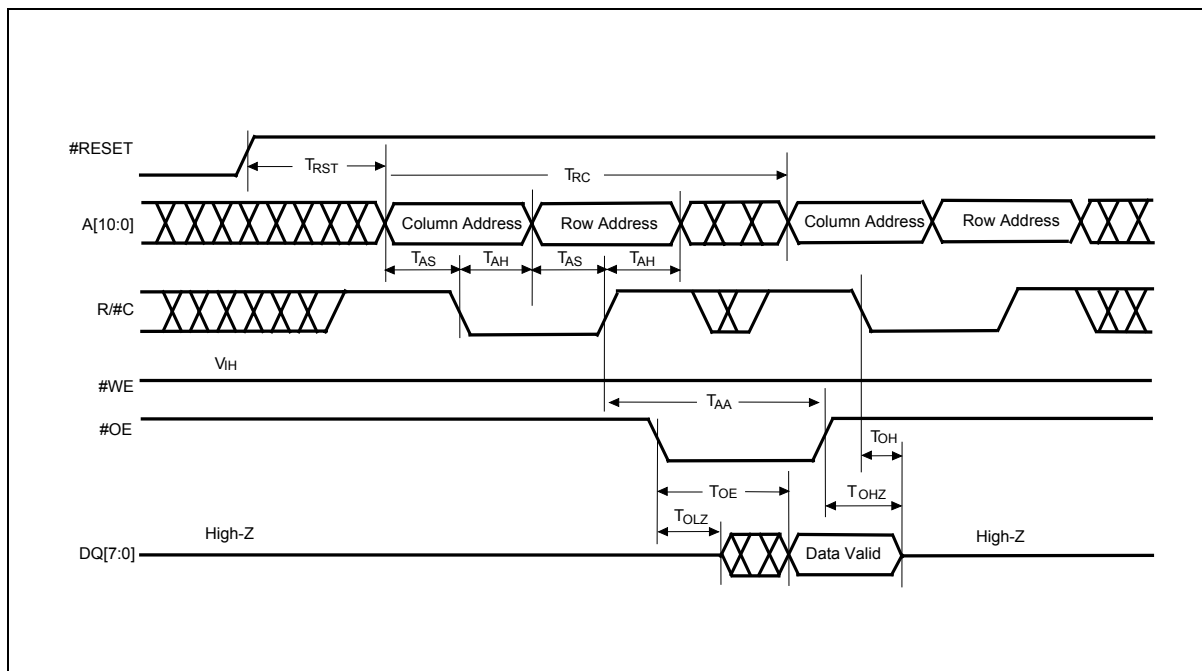 #RESET
TRST
TRC
A[10:0]
Column Address
Row Address
Column Address
Row Address
TAS
TAH
TAS
TAH
R/#C
VIH
#WE
TAA
#OE
TOH
TOE
TOHZ
TOLZ
High-Z
High-Z
DQ[7:0]
Data Valid